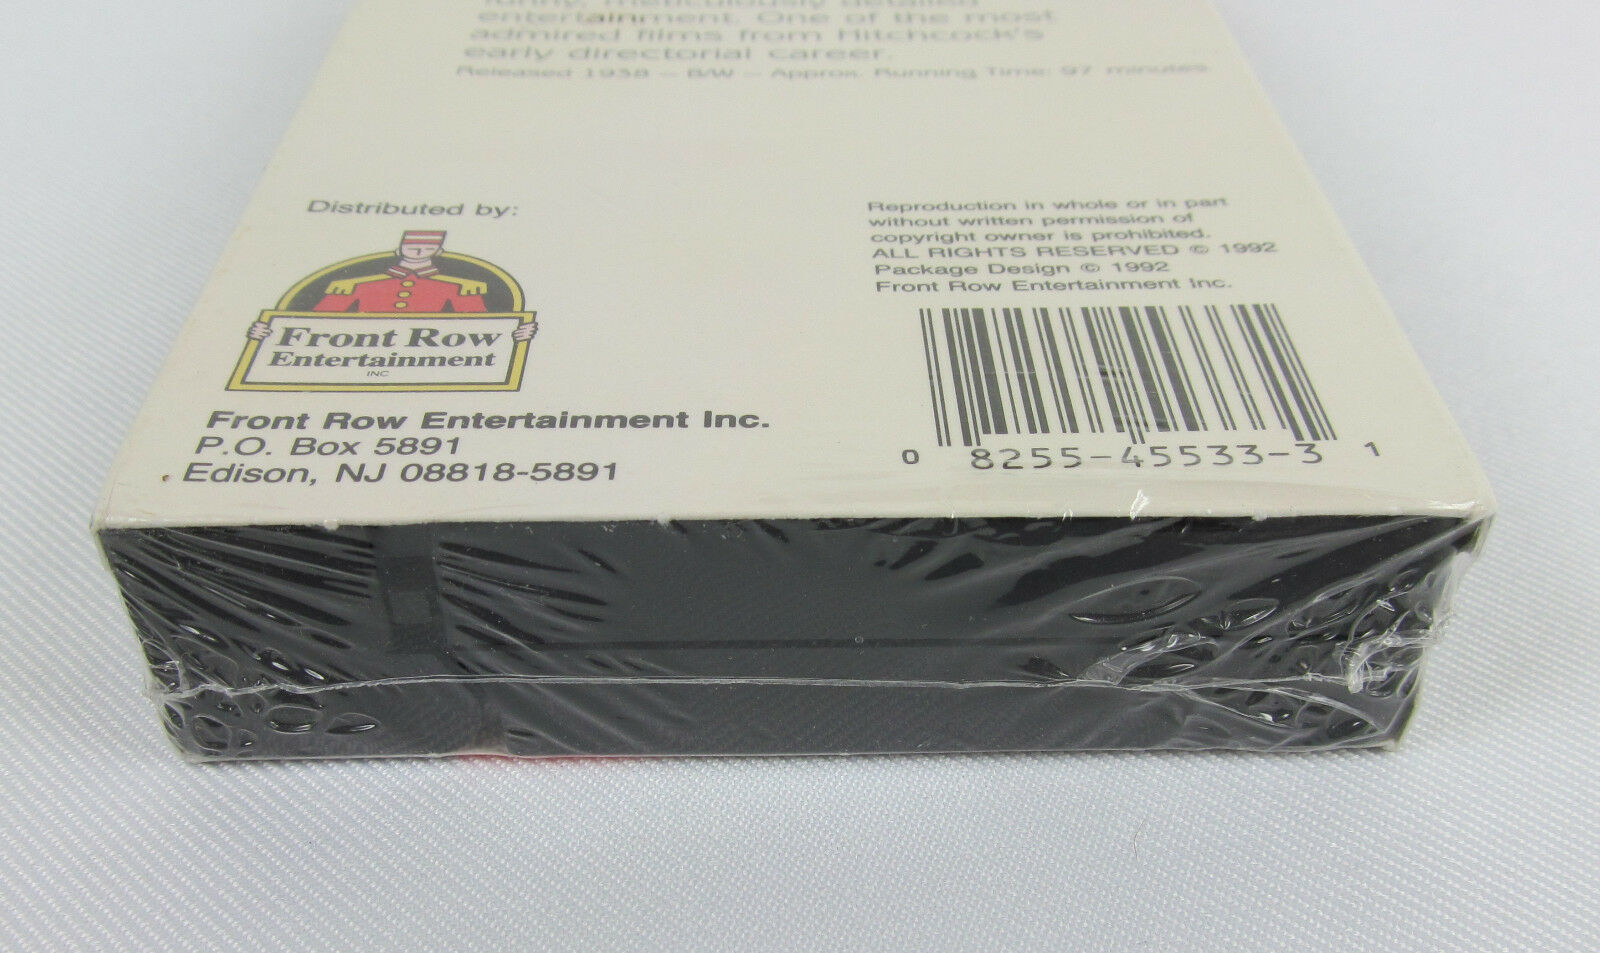 funny, meticulously detailed
entertainment. One of the most
admired films from Hitchcock's
early directorial career.
Released 1938 – B/W – Approx. Running Time: 97 minutes.
Distributed by:
Front Row
Entertainment
INC
Front Row Entertainment Inc.
P.O. Box 5891
Edison, NJ 08818-5891
Reproduction in whole or in part
without written permission of
copyright owner is prohibited.
ALL RIGHTS RESERVED © 1992
Package Design © 1992
Front Row Entertainment Inc.
0 8255-45533-3 1